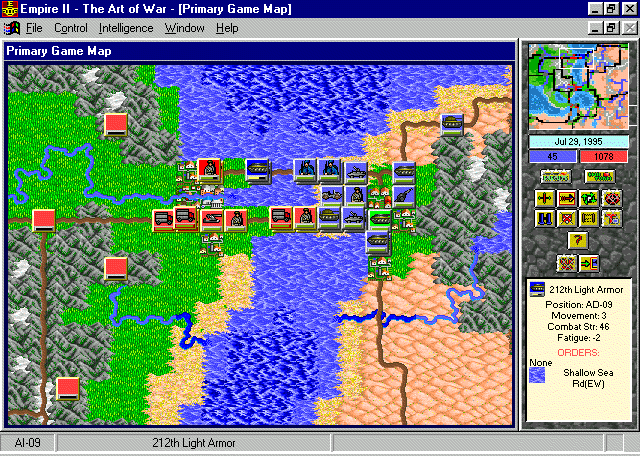 Empire II - The Art of War - [Primary Game Map]
File Control Intelligence Window Help
Primary Game Map
Jul 29, 1995
45 1078
?
212th Light Armor
Position: AD-09
Movement: 3
Combat Str: 46
Fatigue: -2
ORDERS:
None
Shallow Sea
Rd(EW)
AI-09 212th Light Armor